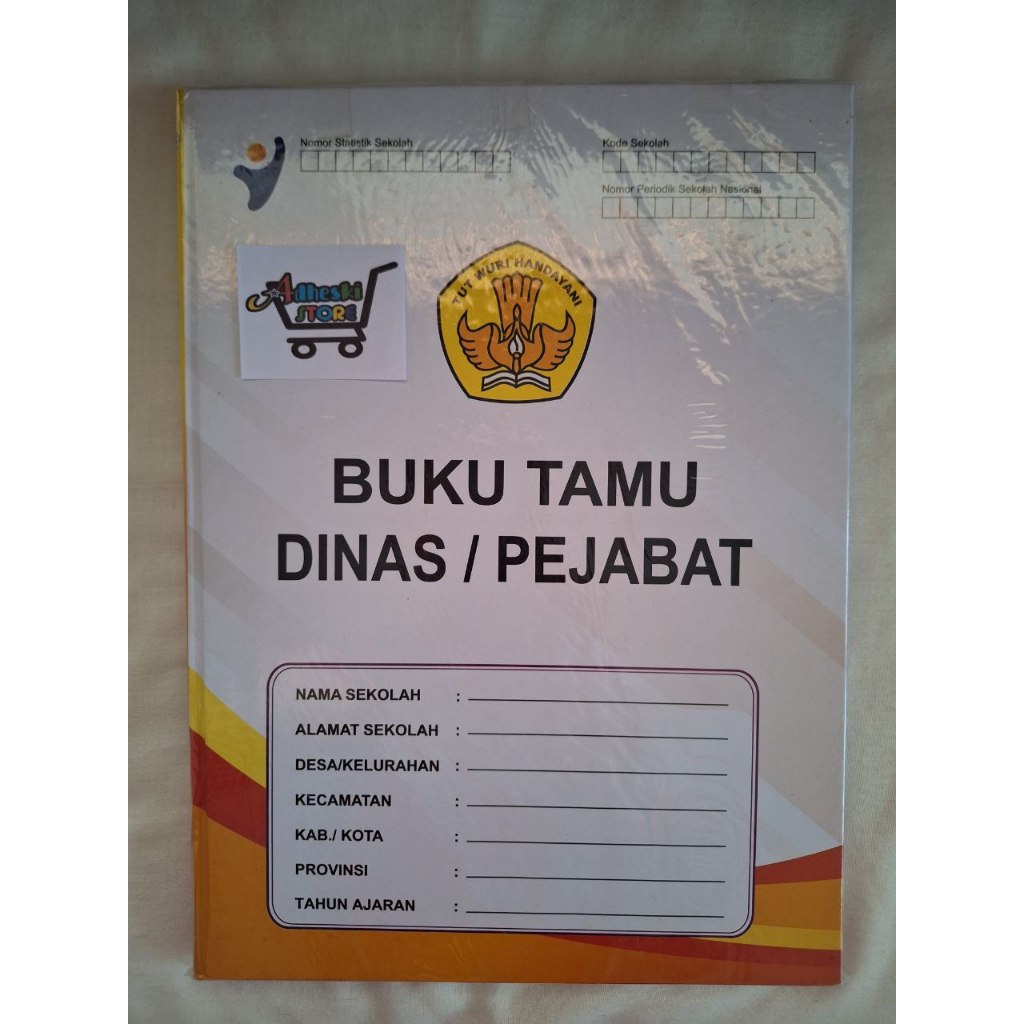 Nomor Statistik Sekolah
Kode Sekolah
Nomor Periodik Sekolah Nasional
Adheski
STORE
TUT WURI HANDAYANI
BUKU TAMU
DINAS / PEJABAT
NAMA SEKOLAH :
ALAMAT SEKOLAH :
DESA/KELURAHAN :
KECAMATAN :
KAB./ KOTA :
PROVINSI :
TAHUN AJARAN :